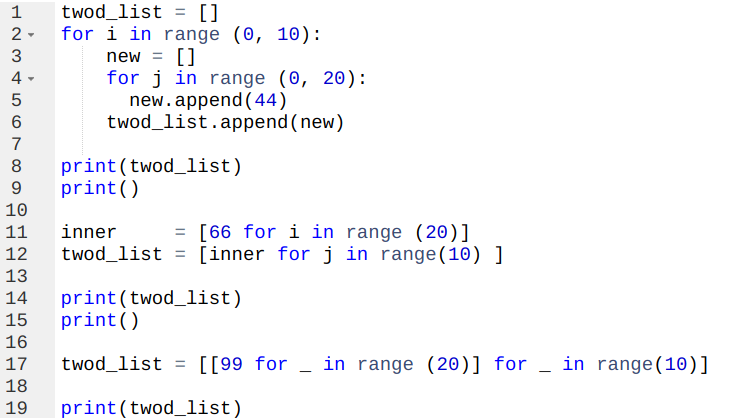 1 twod_list = []
2 for i in range (0, 10):
3 new = []
4 for j in range (0, 20):
5 new.append(44)
6 twod_list.append(new)
7
8 print(twod_list)
9 print()
10
11 inner     = [66 for i in range (20)]
12 twod_list = [inner for j in range(10) ]
13
14 print(twod_list)
15 print()
16
17 twod_list = [[99 for _ in range (20)] for _ in range(10)]
18
19 print(twod_list)